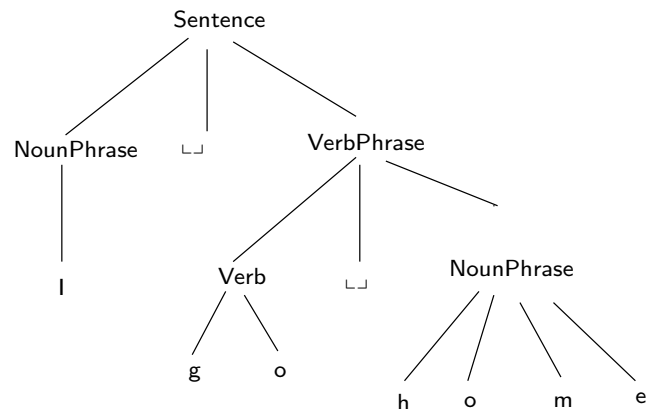 Sentence
NounPhrase ␣ VerbPhrase
I Verb ␣ NounPhrase
g o h o m e